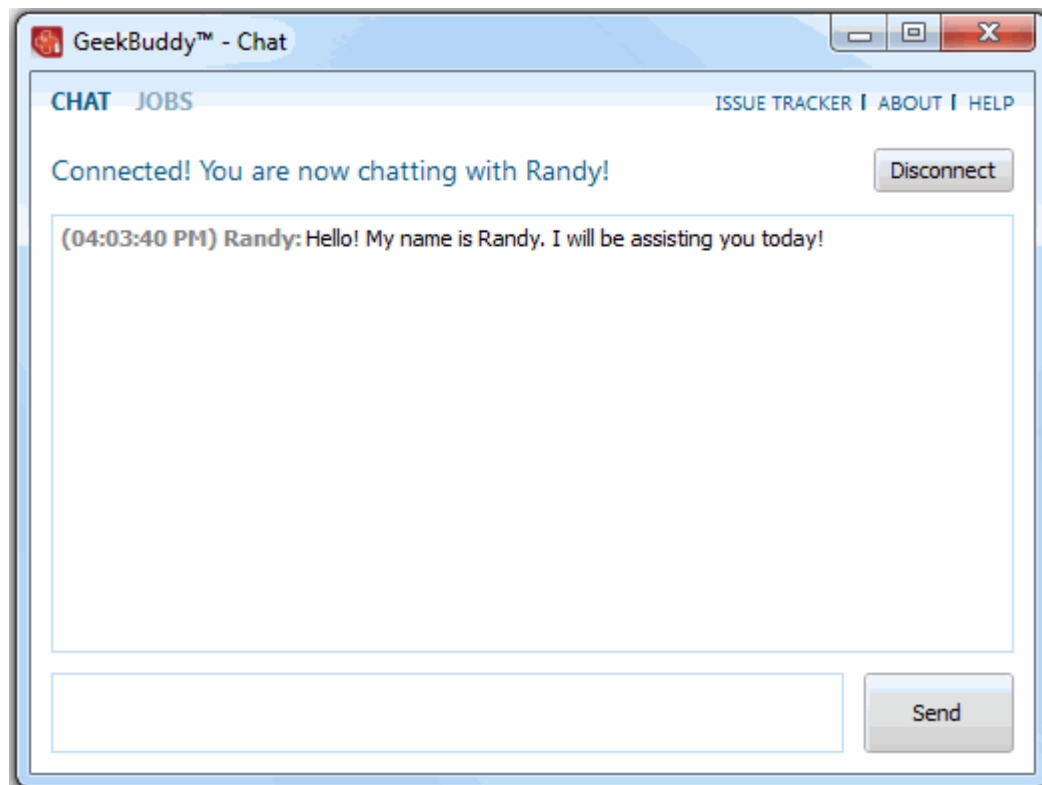 GeekBuddy™ - Chat
CHAT JOBS ISSUE TRACKER | ABOUT | HELP
Connected! You are now chatting with Randy! Disconnect
(04:03:40 PM) Randy: Hello! My name is Randy. I will be assisting you today!
Send